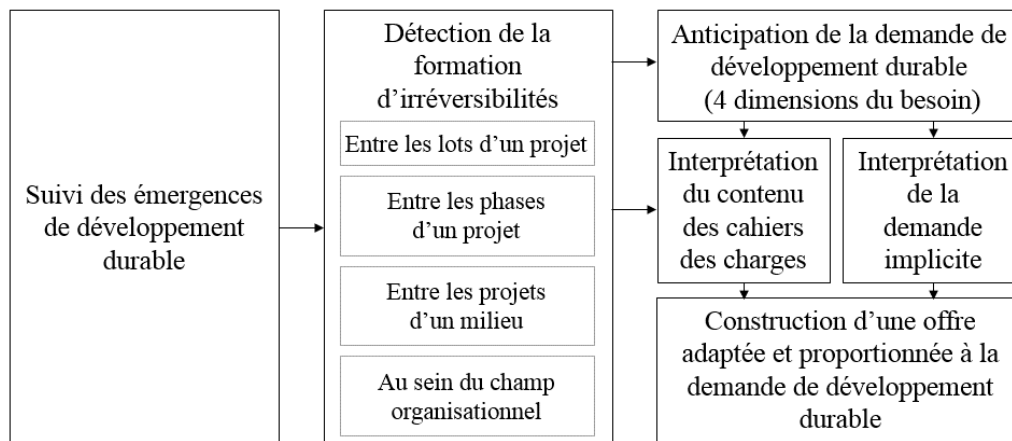 Suivi des émergences
de développement
durable
Détection de la
formation
d’irréversibilités
Entre les lots d’un projet
Entre les phases
d’un projet
Entre les projets
d’un milieu
Au sein du champ
organisationnel
Anticipation de la demande de
développement durable
(4 dimensions du besoin)
Interprétation
du contenu
des cahiers
des charges
Interprétation
de la
demande
implicite
Construction d’une offre
adaptée et proportionnée à la
demande de développement
durable